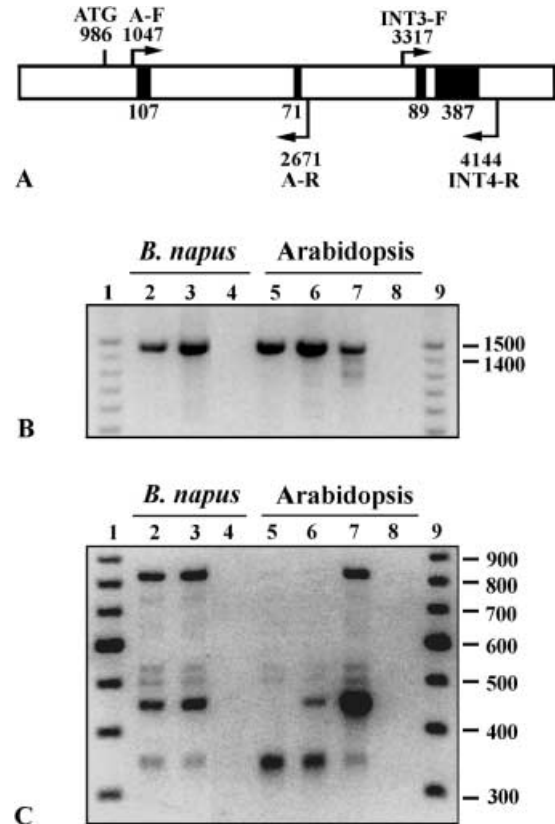 ATG A-F INT3-F
986 1047 3317
107 71 89 387
2671 4144
A A-R INT4-R
B. napus Arabidopsis
1 2 3 4 5 6 7 8 9
1500
1400
B
B. napus Arabidopsis
1 2 3 4 5 6 7 8 9
900
800
700
600
500
400
300
C